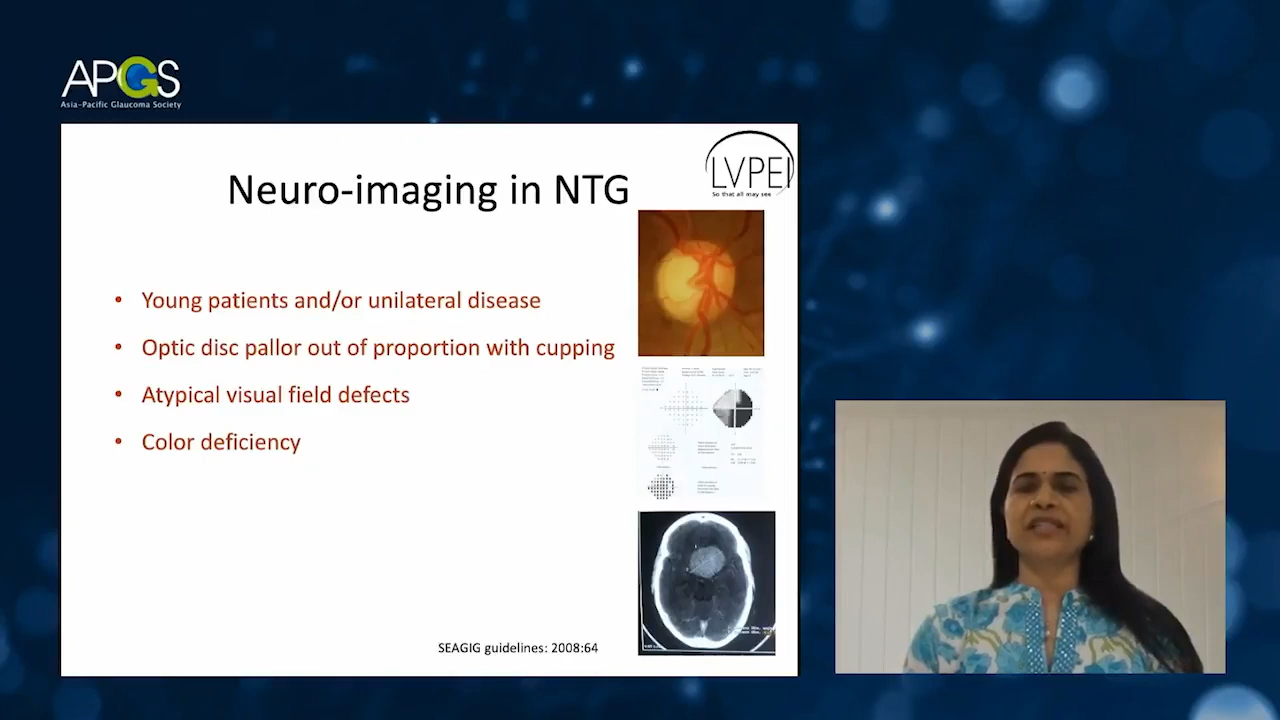 APGS
Asia-Pacific Glaucoma Society
LVPEI
So that all may see
Neuro-imaging in NTG
• Young patients and/or unilateral disease
• Optic disc pallor out of proportion with cupping
• Atypical visual field defects
• Color deficiency
SEAGIG guidelines: 2008:64